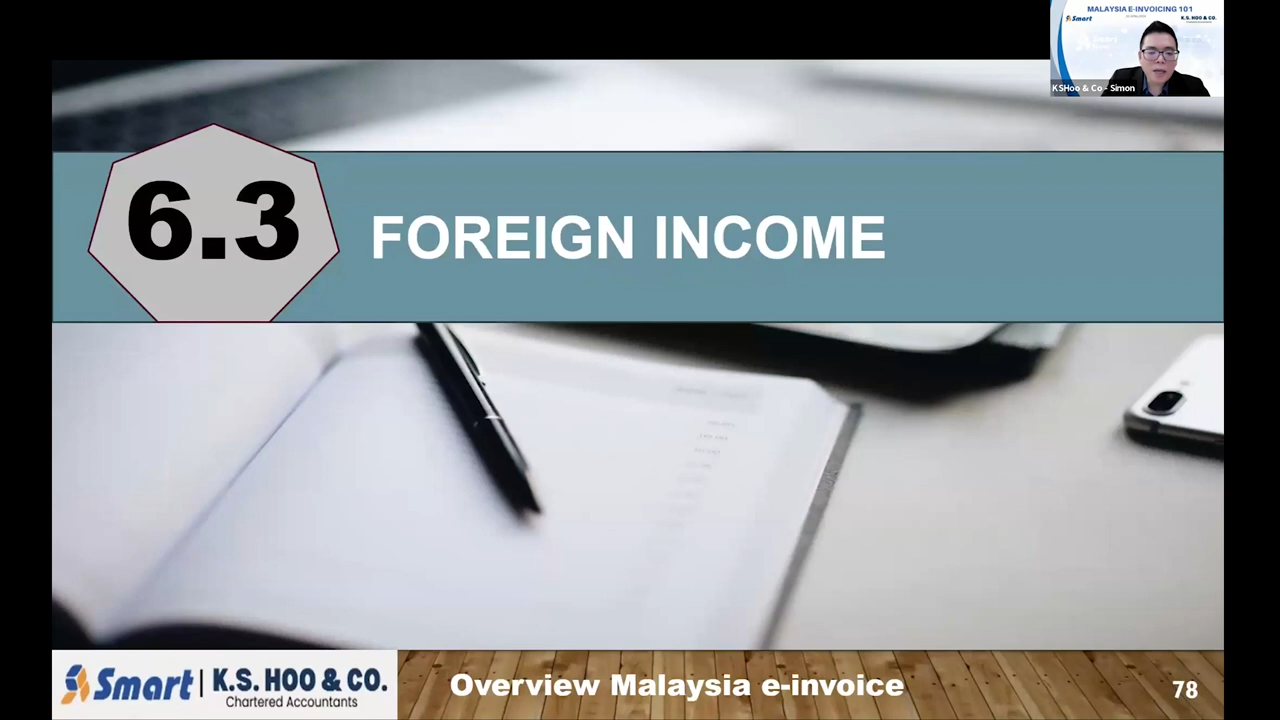 MALAYSIA E-INVOICING 101
Smart
K.S. HOO & CO.
KSHoo & Co - Simon
6.3
FOREIGN INCOME
Smart | K.S. HOO & CO.
Chartered Accountants
Overview Malaysia e-invoice
78